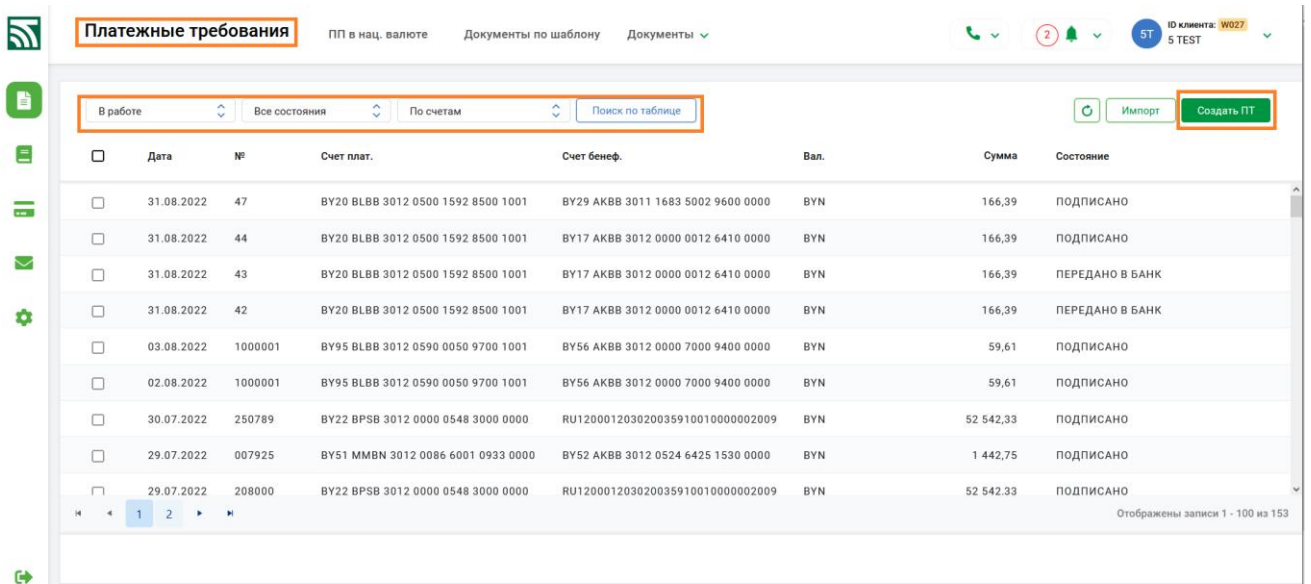 Платежные требования ПП в нац. валюте Документы по шаблону Документы 2 5T ID клиента: W027
5 TEST
В работе Все состояния По счетам Поиск по таблице Импорт Создать ПТ
Дата № Счет плат. Счет бенеф. Вал. Сумма Состояние
31.08.2022 47 BY20 BLBB 3012 0500 1592 8500 1001 BY29 AKBB 3011 1683 5002 9600 0000 BYN 166,39 ПОДПИСАНО
31.08.2022 44 BY20 BLBB 3012 0500 1592 8500 1001 BY17 AKBB 3012 0000 0012 6410 0000 BYN 166,39 ПОДПИСАНО
31.08.2022 43 BY20 BLBB 3012 0500 1592 8500 1001 BY17 AKBB 3012 0000 0012 6410 0000 BYN 166,39 ПЕРЕДАНО В БАНК
31.08.2022 42 BY20 BLBB 3012 0500 1592 8500 1001 BY17 AKBB 3012 0000 0012 6410 0000 BYN 166,39 ПЕРЕДАНО В БАНК
03.08.2022 1000001 BY95 BLBB 3012 0590 0050 9700 1001 BY56 AKBB 3012 0000 7000 9400 0000 BYN 59,61 ПОДПИСАНО
02.08.2022 1000001 BY95 BLBB 3012 0590 0050 9700 1001 BY56 AKBB 3012 0000 7000 9400 0000 BYN 59,61 ПОДПИСАНО
30.07.2022 250789 BY22 BPSB 3012 0000 0548 3000 0000 RU1200012030200359100100000002009 BYN 52 542,33 ПОДПИСАНО
29.07.2022 007925 BY51 MMBN 3012 0086 6001 0933 0000 BY52 AKBB 3012 0524 6425 1530 0000 BYN 1 442,75 ПОДПИСАНО
29.07.2022 208000 BY22 BPSB 3012 0000 0548 3000 0000 RU1200012030200359100100000002009 BYN 52 542,33 ПОДПИСАНО
1 2 Отображены записи 1 - 100 из 153